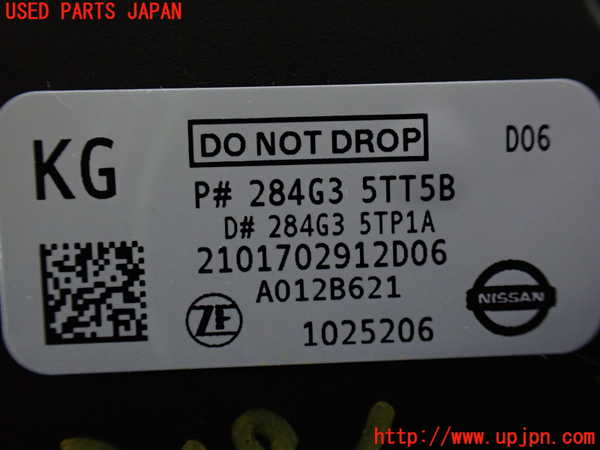 USED PARTS JAPAN
DO NOT DROP
D06
KG
P# 284G3 5TT5B
D# 284G3 5TP1A
2101702912D06
A012B621
ZF
1025206
NISSAN
http://www.upjpn.com/